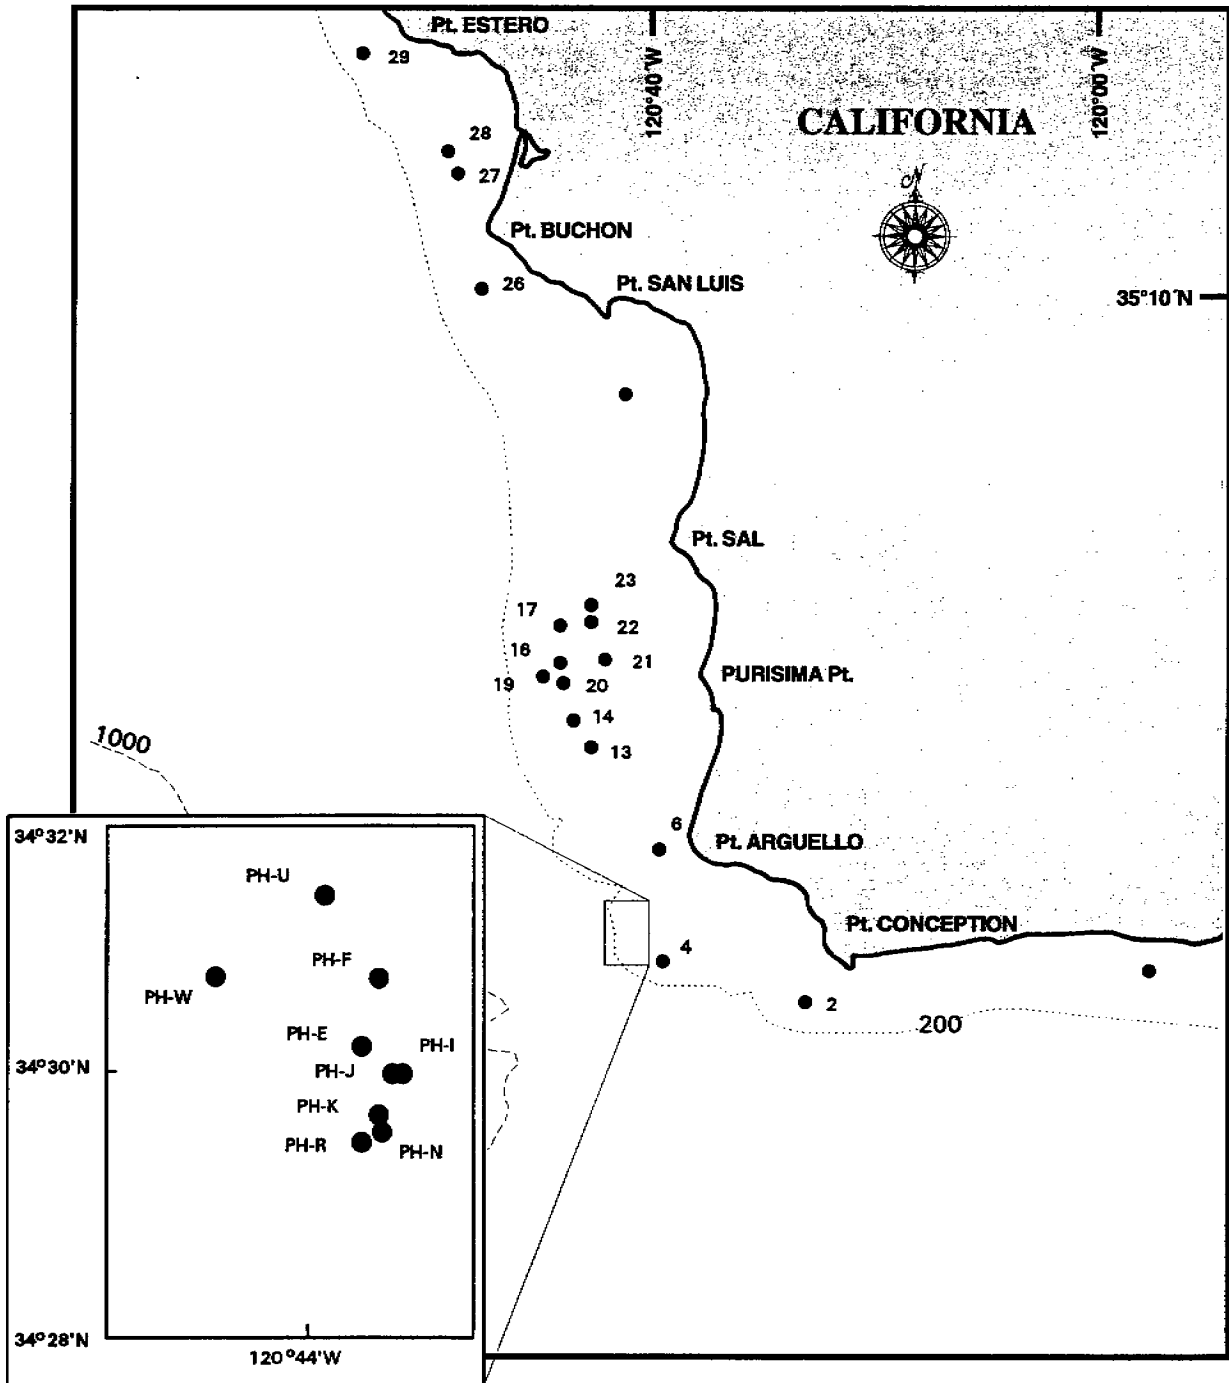 Pt. ESTERO
29
120°40´W
120°00´W
CALIFORNIA
28
27
N
Pt. BUCHON
26
Pt. SAN LUIS
35°10´N
Pt. SAL
23
17
22
16
21
19
20
PURISIMA Pt.
14
13
1000
6
Pt. ARGUELLO
Pt. CONCEPTION
4
2
200
34°32'N
PH-U
PH-F
PH-W
PH-E
PH-I
34°30'N
PH-J
PH-K
PH-R
PH-N
34°28'N
120°44'W